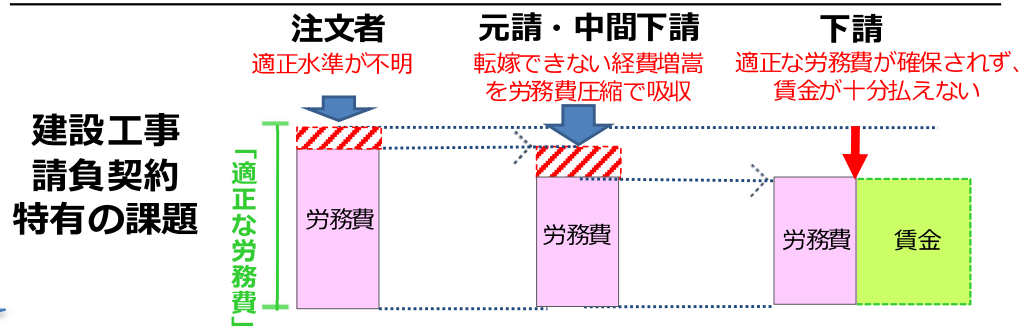 注文者
元請・中間下請
下請
適正水準が不明
転嫁できない経費増嵩
を労務費圧縮で吸収
適正な労務費が確保されず、
賃金が十分払えない
建設工事
請負契約
特有の課題
「適正な労務費」
労務費
労務費
労務費
賃金